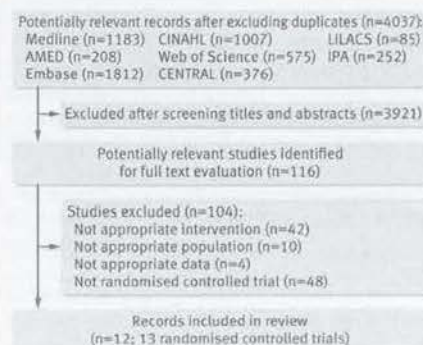 Potentially relevant records after excluding duplicates (n=4037):
Medline (n=1183) CINAHL (n=1007) LILACS (n=85)
AMED (n=208) Web of Science (n=575) IPA (n=252)
Embase (n=1812) CENTRAL (n=376)
Excluded after screening titles and abstracts (n=3921)
Potentially relevant studies identified
for full text evaluation (n=116)
Studies excluded (n=104):
Not appropriate intervention (n=42)
Not appropriate population (n=10)
Not appropriate data (n=4)
Not randomised controlled trial (n=48)
Records included in review
(n=12; 13 randomised controlled trials)